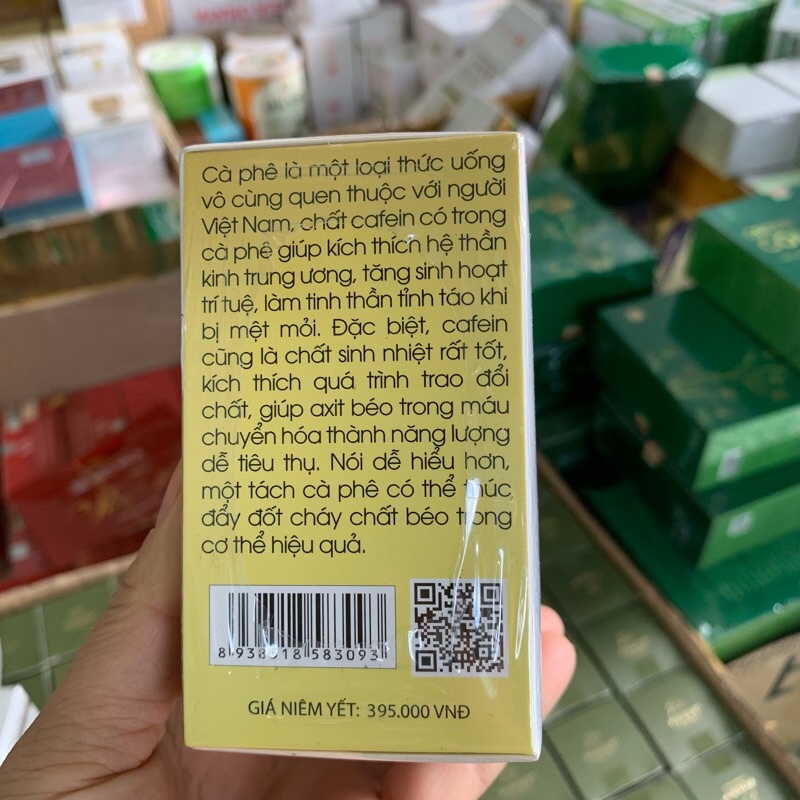 Cà phê là một loại thức uống
vô cùng quen thuộc với người
Việt Nam, chất cafein có trong
cà phê giúp kích thích hệ thần
kinh trung ương, tăng sinh hoạt
trí tuệ, làm tinh thần tỉnh táo khi
bị mệt mỏi. Đặc biệt, cafein
cũng là chất sinh nhiệt rất tốt,
kích thích quá trình trao đổi
chất, giúp axit béo trong máu
chuyển hóa thành năng lượng
dễ tiêu thụ. Nói dễ hiểu hơn,
một tách cà phê có thể thúc
đẩy đốt cháy chất béo trong
cơ thể hiệu quả.
8 938518 583093
GIÁ NIÊM YẾT: 395.000 VNĐ